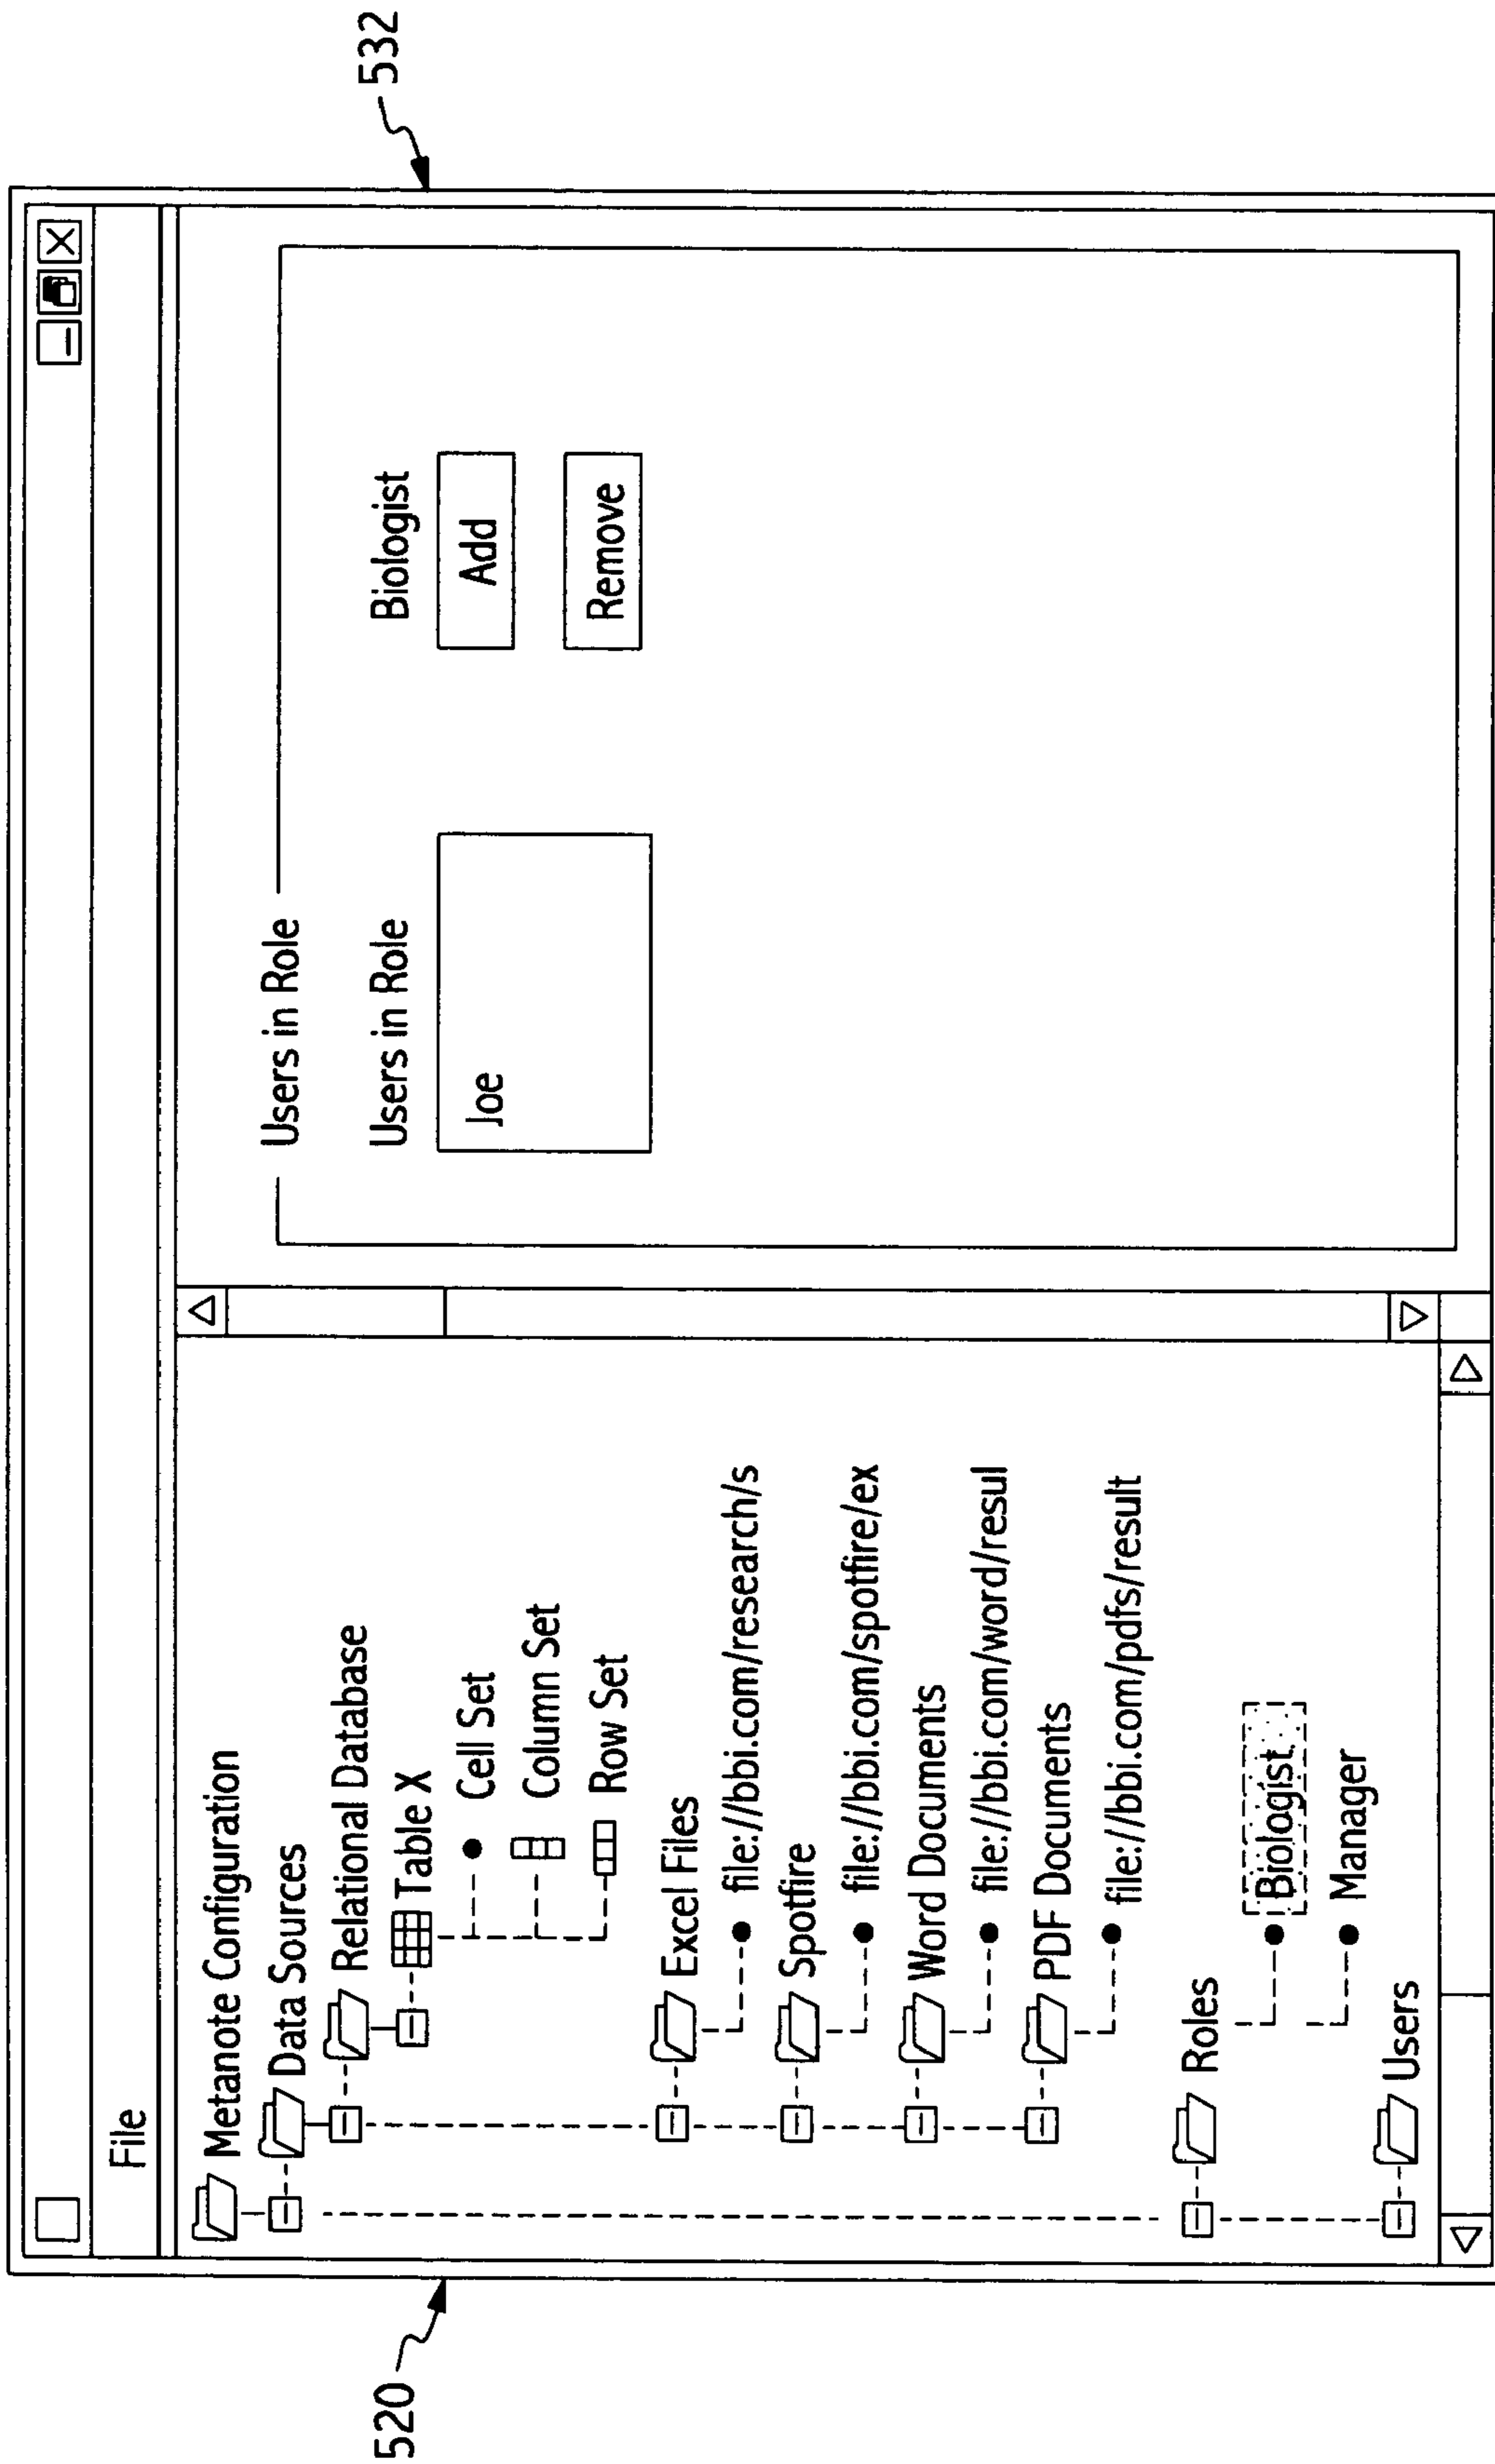 520
532
File
Metanote Configuration
Data Sources
Relational Database
Table X
Cell Set
Column Set
Row Set
Excel Files
file://bbi.com/research/s
Spotfire
file://bbi.com/spotfire/ex
Word Documents
file://bbi.com/word/resul
PDF Documents
file://bbi.com/pdfs/result
Roles
Biologist
Manager
Users
Users in Role
Users in Role
Biologist
Joe
Add
Remove